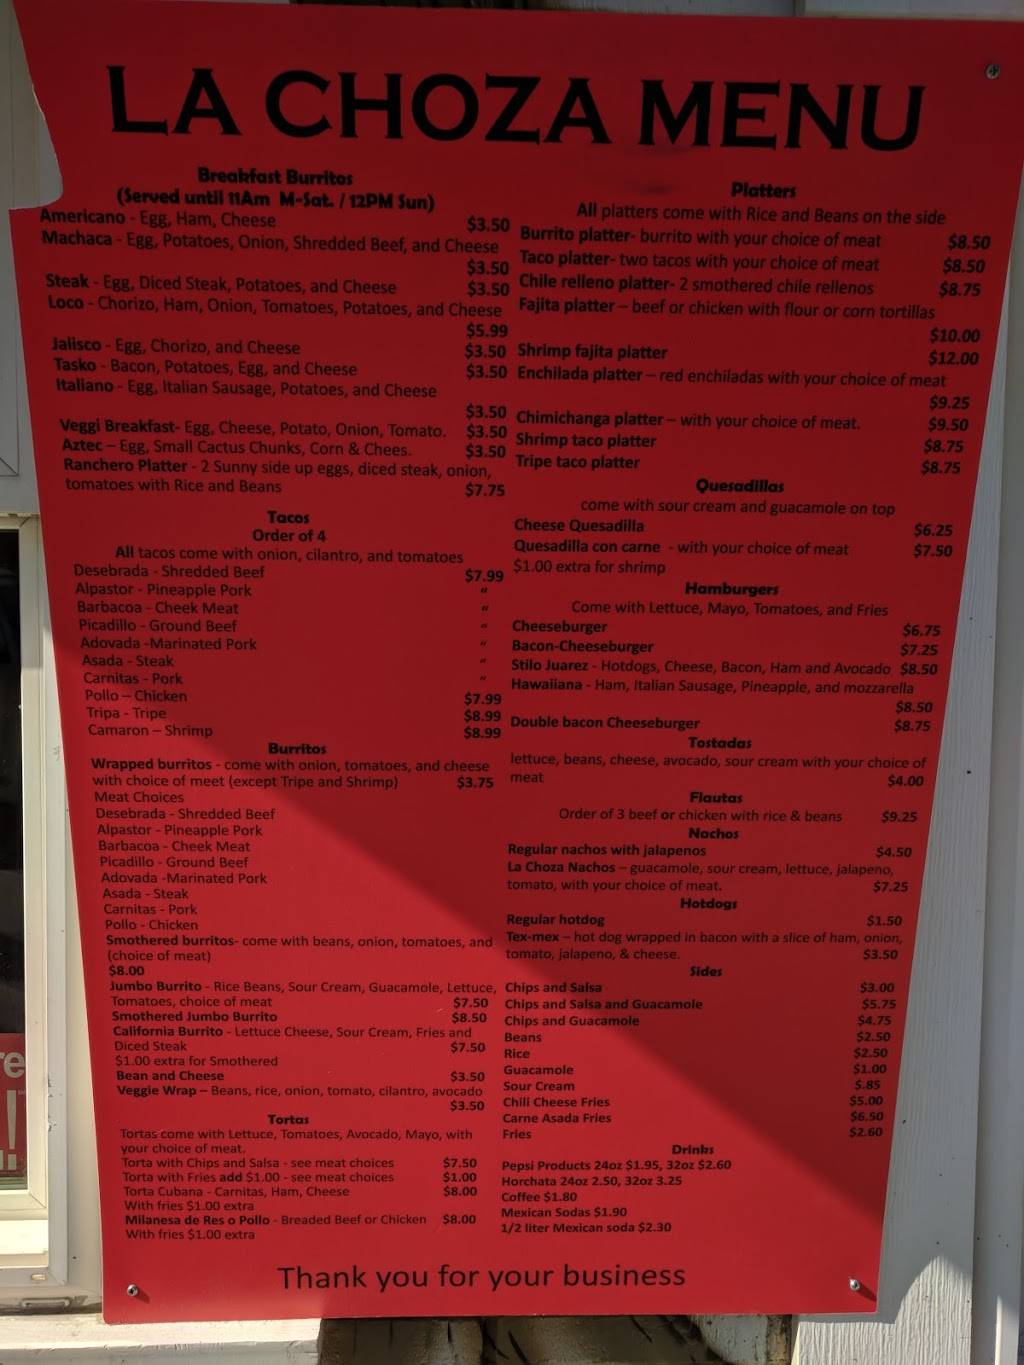 LA CHOZA MENU
Breakfast Burritos
(Served until 11Am M-Sat. / 12PM Sun)
Americano - Egg, Ham, Cheese $3.50
Machaca - Egg, Potatoes, Onion, Shredded Beef, and Cheese
$3.50
Steak - Egg, Diced Steak, Potatoes, and Cheese $3.50
Loco - Chorizo, Ham, Onion, Tomatoes, Potatoes, and Cheese
$5.99
Jalisco - Egg, Chorizo, and Cheese $3.50
Tasko - Bacon, Potatoes, Egg, and Cheese $3.50
Italiano - Egg, Italian Sausage, Potatoes, and Cheese
$3.50
Veggi Breakfast- Egg, Cheese, Potato, Onion, Tomato. $3.50
Aztec – Egg, Small Cactus Chunks, Corn & Chees. $3.50
Ranchero Platter - 2 Sunny side up eggs, diced steak, onion,
tomatoes with Rice and Beans $7.75
Tacos
Order of 4
All tacos come with onion, cilantro, and tomatoes
Desebrada - Shredded Beef $7.99
Alpastor - Pineapple Pork "
Barbacoa - Cheek Meat "
Picadillo - Ground Beef "
Adovada -Marinated Pork "
Asada - Steak "
Carnitas - Pork "
Pollo – Chicken $7.99
Tripa - Tripe $8.99
Camaron – Shrimp $8.99
Burritos
Wrapped burritos - come with onion, tomatoes, and cheese
with choice of meet (except Tripe and Shrimp) $3.75
Meat Choices
Desebrada - Shredded Beef
Alpastor - Pineapple Pork
Barbacoa - Cheek Meat
Picadillo - Ground Beef
Adovada -Marinated Pork
Asada - Steak
Carnitas - Pork
Pollo - Chicken
Smothered burritos- come with beans, onion, tomatoes, and
(choice of meat)
$8.00
Jumbo Burrito - Rice Beans, Sour Cream, Guacamole, Lettuce,
Tomatoes, choice of meat $7.50
Smothered Jumbo Burrito $8.50
California Burrito - Lettuce Cheese, Sour Cream, Fries and
Diced Steak $7.50
$1.00 extra for Smothered
Bean and Cheese $3.50
Veggie Wrap – Beans, rice, onion, tomato, cilantro, avocado
$3.50
Tortas
Tortas come with Lettuce, Tomatoes, Avocado, Mayo, with
your choice of meat.
Torta with Chips and Salsa - see meat choices $7.50
Torta with Fries add $1.00 - see meat choices $1.00
Torta Cubana - Carnitas, Ham, Cheese $8.00
With fries $1.00 extra
Milanesa de Res o Pollo - Breaded Beef or Chicken $8.00
With fries $1.00 extra
Platters
All platters come with Rice and Beans on the side
Burrito platter- burrito with your choice of meat $8.50
Taco platter- two tacos with your choice of meat $8.50
Chile relleno platter- 2 smothered chile rellenos $8.75
Fajita platter – beef or chicken with flour or corn tortillas
$10.00
Shrimp fajita platter $12.00
Enchilada platter – red enchiladas with your choice of meat
$9.25
Chimichanga platter – with your choice of meat. $9.50
Shrimp taco platter $8.75
Tripe taco platter $8.75
Quesadillas
come with sour cream and guacamole on top
Cheese Quesadilla $6.25
Quesadilla con carne - with your choice of meat $7.50
$1.00 extra for shrimp
Hamburgers
Come with Lettuce, Mayo, Tomatoes, and Fries
Cheeseburger $6.75
Bacon-Cheeseburger $7.25
Stilo Juarez - Hotdogs, Cheese, Bacon, Ham and Avocado $8.50
Hawaiiana - Ham, Italian Sausage, Pineapple, and mozzarella
$8.50
Double bacon Cheeseburger $8.75
Tostadas
lettuce, beans, cheese, avocado, sour cream with your choice of
meat $4.00
Flautas
Order of 3 beef or chicken with rice & beans $9.25
Nachos
Regular nachos with jalapenos $4.50
La Choza Nachos – guacamole, sour cream, lettuce, jalapeno,
tomato, with your choice of meat. $7.25
Hotdogs
Regular hotdog $1.50
Tex-mex – hot dog wrapped in bacon with a slice of ham, onion,
tomato, jalapeno, & cheese. $3.50
Sides
Chips and Salsa $3.00
Chips and Salsa and Guacamole $5.75
Chips and Guacamole $4.75
Beans $2.50
Rice $2.50
Guacamole $1.00
Sour Cream $.85
Chili Cheese Fries $5.00
Carne Asada Fries $6.50
Fries $2.60
Drinks
Pepsi Products 24oz $1.95, 32oz $2.60
Horchata 24oz 2.50, 32oz 3.25
Coffee $1.80
Mexican Sodas $1.90
1/2 liter Mexican soda $2.30
Thank you for your business